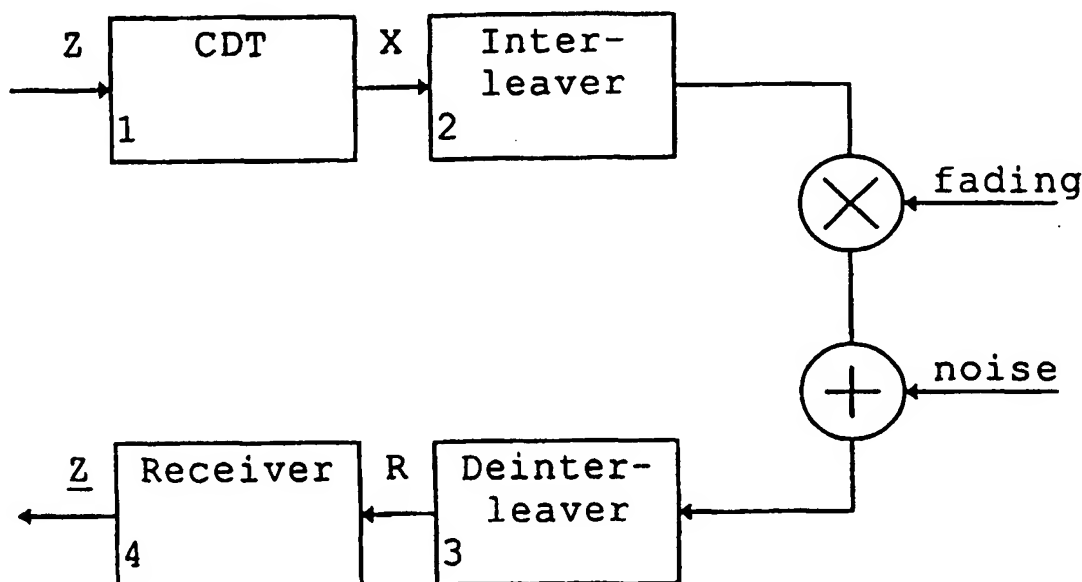 Z
CDT
1
X
Inter-
leaver
2
fading
noise
Z
Receiver
4
R
Deinter-
leaver
3